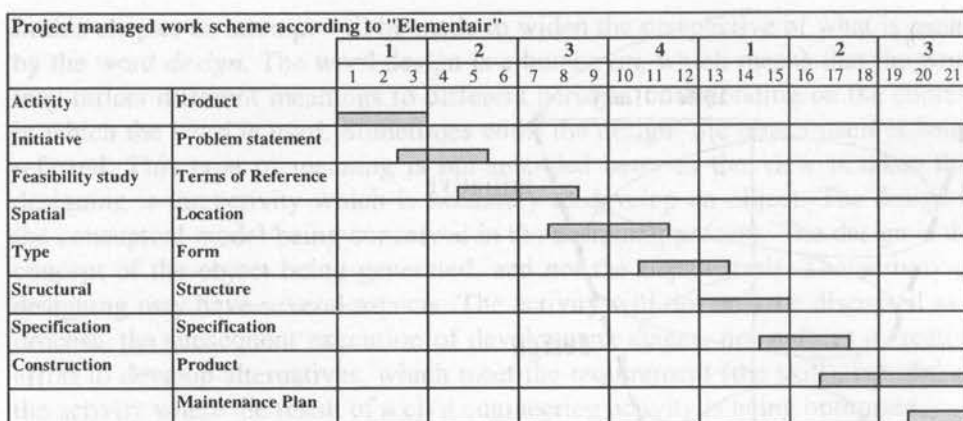 Project managed work scheme according to "Elementair"
1 2 3 4 1 2 3
1 2 3 4 5 6 7 8 9 10 11 12 13 14 15 16 17 18 19 20 21
Activity Product
Initiative Problem statement
Feasibility study Terms of Reference
Spatial Location
Type Form
Structural Structure
Specification Specification
Construction Product
Maintenance Plan